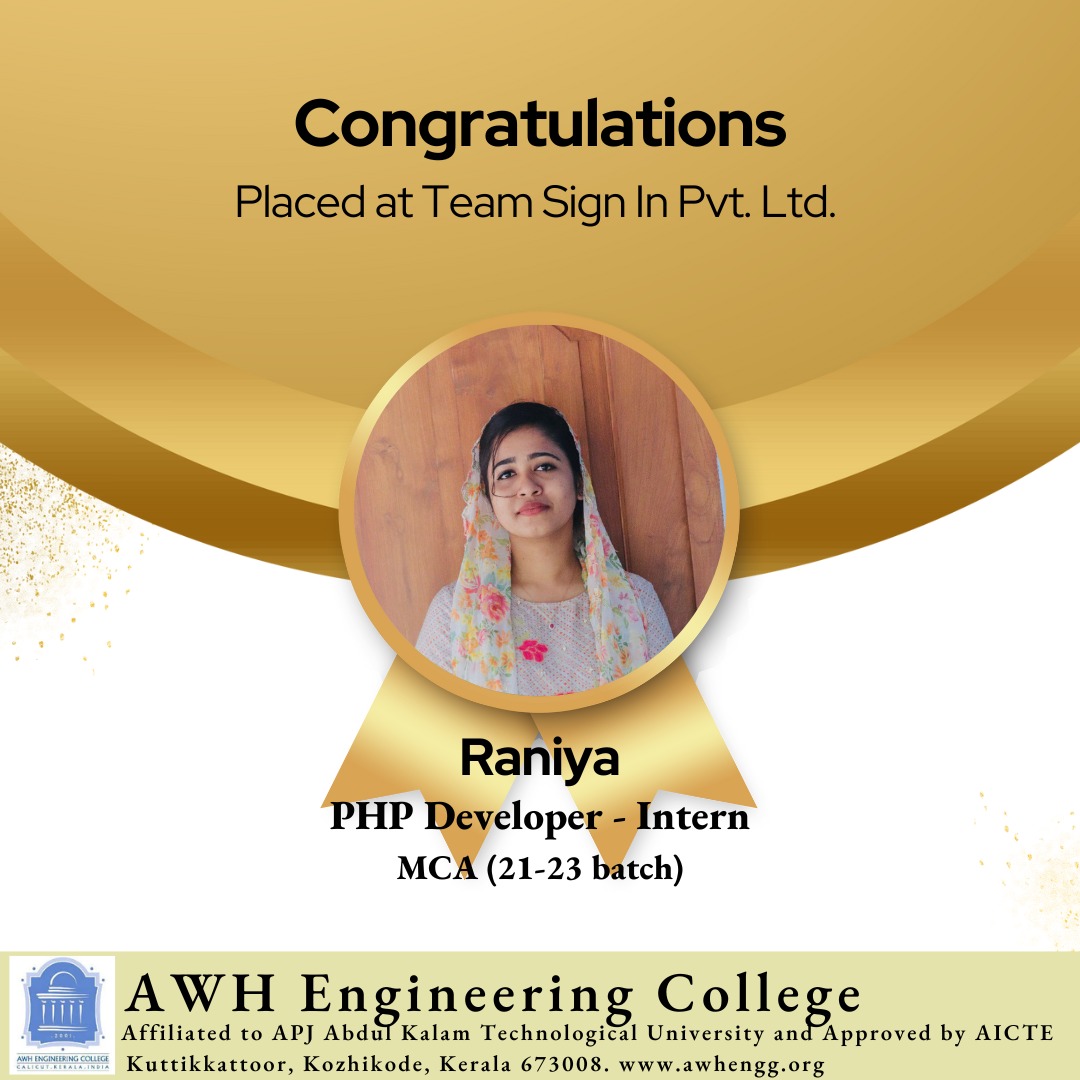 Congratulations
Placed at Team Sign In Pvt. Ltd.
Raniya
PHP Developer - Intern
MCA (21-23 batch)
AWH Engineering College
Affiliated to APJ Abdul Kalam Technological University and Approved by AICTE
Kuttikkattoor, Kozhikode, Kerala 673008. www.awhengg.org
2001
AWH ENGINEERING COLLEGE
CALICUT.KERALA.INDIA